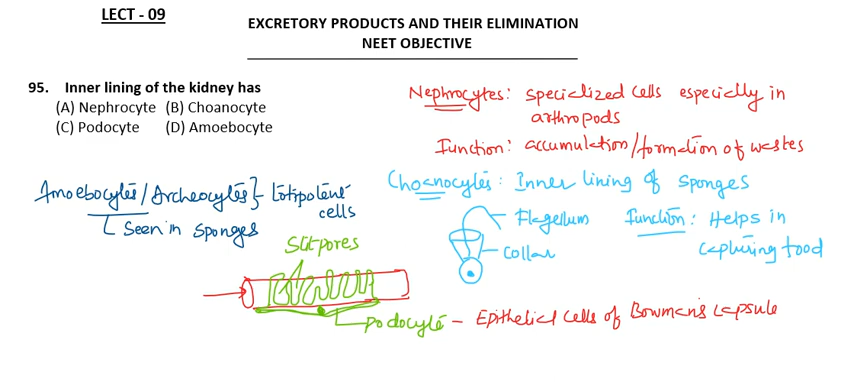 LECT - 09
EXCRETORY PRODUCTS AND THEIR ELIMINATION
NEET OBJECTIVE
95. Inner lining of the kidney has
(A) Nephrocyte (B) Choanocyte
(C) Podocyte (D) Amoebocyte
Nephrocytes: specialized cells especially in
arthropods
Function: accumulation/formation of wastes
Choanocytes: Inner lining of sponges
Flagellum
Collar
Function: Helps in
capturing food
Amoebocytes/Archeocytes}- totipotent
cells
Seen in sponges
Slit pores
Podocyte - Epithelial cells of Bowman's capsule